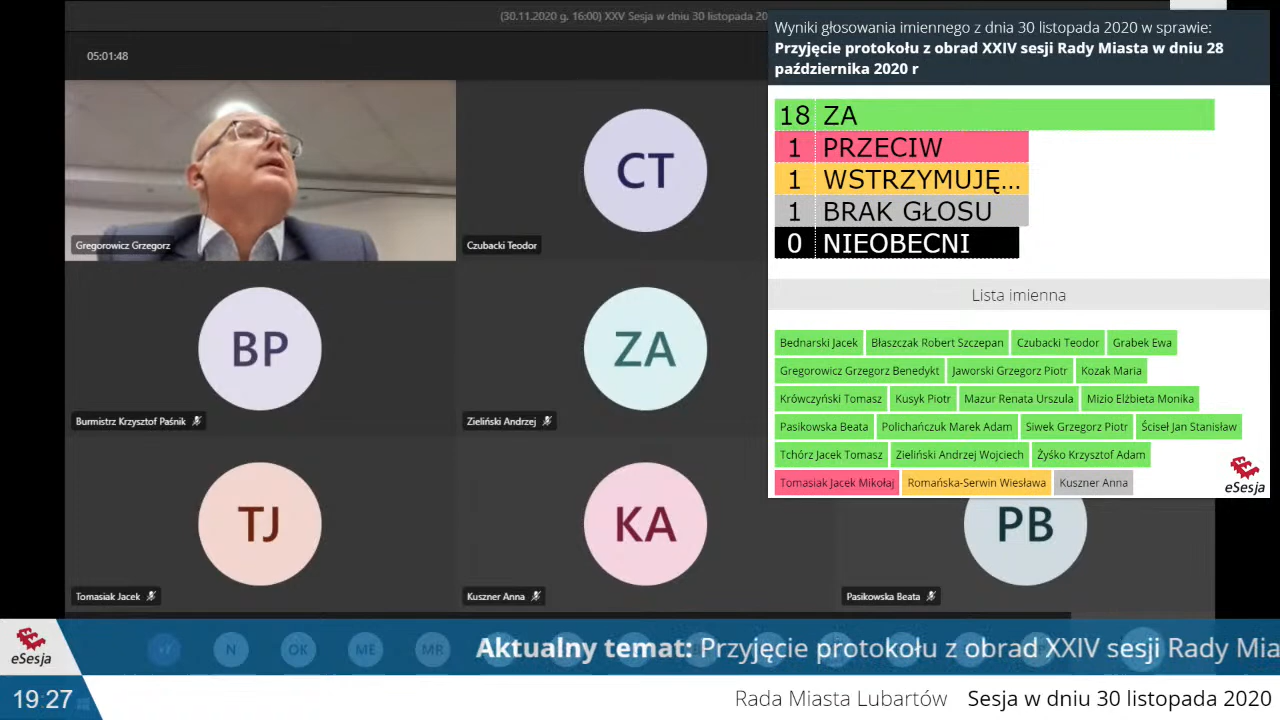 (30.11.2020 g. 16:00) XXV Sesja w dniu 30 listopada 20
05:01:48
Gregorowicz Grzegorz
CT
Czubacki Teodor
BP
Burmistrz Krzysztof Paśnik
ZA
Zieliński Andrzej
TJ
Tomasiak Jacek
KA
Kuszner Anna
PB
Pasikowska Beata
Wyniki głosowania imiennego z dnia 30 listopada 2020 w sprawie:
Przyjęcie protokołu z obrad XXIV sesji Rady Miasta w dniu 28
października 2020 r
18 ZA
1 PRZECIW
1 WSTRZYMUJĘ...
1 BRAK GŁOSU
0 NIEOBECNI
Lista imienna
Bednarski Jacek Błaszczak Robert Szczepan Czubacki Teodor Grabek Ewa
Gregorowicz Grzegorz Benedykt Jaworski Grzegorz Piotr Kozak Maria
Krówczyński Tomasz Kusyk Piotr Mazur Renata Urszula Mizio Elżbieta Monika
Pasikowska Beata Polichańczuk Marek Adam Siwek Grzegorz Piotr Ściseł Jan Stanisław
Tchórz Jacek Tomasz Zieliński Andrzej Wojciech Żyśko Krzysztof Adam
Tomasiak Jacek Mikołaj Romańska-Serwin Wiesława Kuszner Anna
eSesja
eSesja
N OK ME MR
Aktualny temat: Przyjęcie protokołu z obrad XXIV sesji Rady Mia
19:27
Rada Miasta Lubartów Sesja w dniu 30 listopada 2020